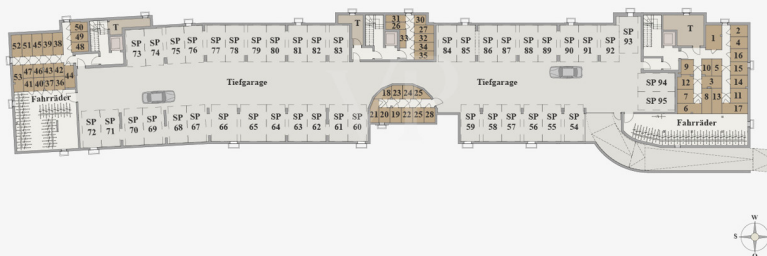 52 51 45 39 38
50
49
48
T
47 46 43 42
53
44
41 40 37 36
Fahrräder
SP 73
SP 74
SP 75
SP 76
SP 77
SP 78
SP 79
SP 80
SP 81
SP 82
SP 83
T
31 30
26 27
33 32
34
35
SP 84
SP 85
SP 86
SP 87
SP 88
SP 89
SP 90
SP 91
SP 92
SP 93
T
1 2
4
16
9 10 5 15
12 3 14
7 8 13 11
6 17
SP 94
SP 95
Fahrräder
Tiefgarage
Tiefgarage
18 23 24 25
21 20 19 22 25 28
SP 72
SP 71
SP 70
SP 69
SP 68
SP 67
SP 66
SP 65
SP 64
SP 63
SP 62
SP 61
SP 60
SP 59
SP 58
SP 57
SP 56
SP 55
SP 54
W
S
O